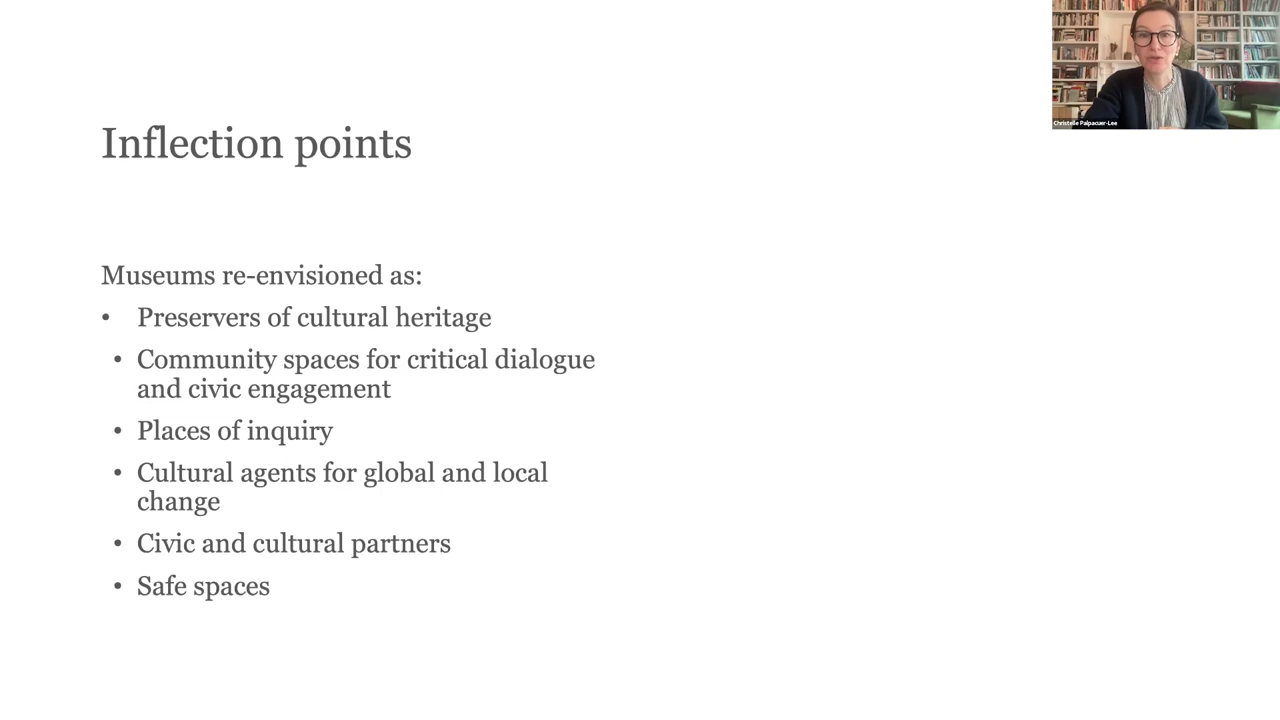 Christelle Palpacuer-Lee
Inflection points
Museums re-envisioned as:
• Preservers of cultural heritage
• Community spaces for critical dialogue
and civic engagement
• Places of inquiry
• Cultural agents for global and local
change
• Civic and cultural partners
• Safe spaces